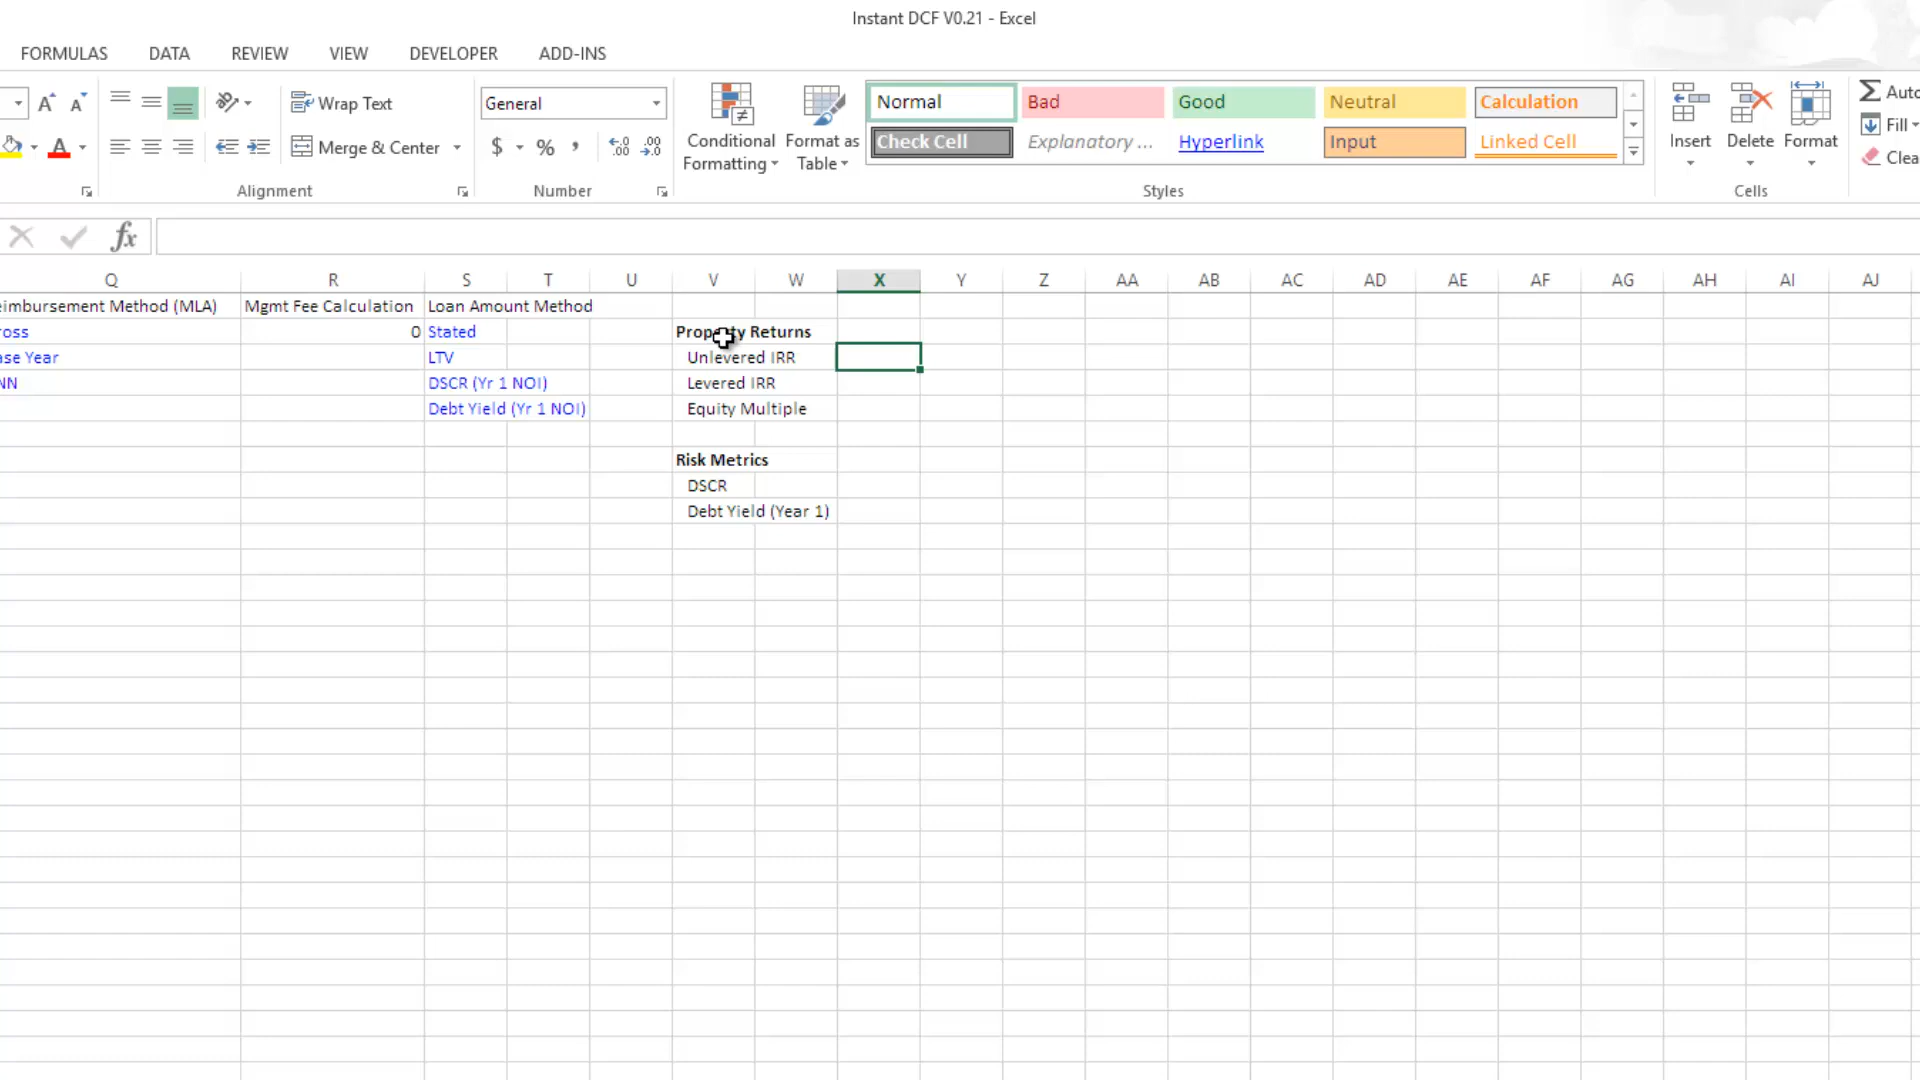 Instant DCF V0.21 - Excel
FORMULAS DATA REVIEW VIEW DEVELOPER ADD-INS
Wrap Text General Conditional Formatting Format as Table Normal Bad Good Neutral Calculation Insert Delete Format
Merge & Center $ % , Check Cell Explanatory ... Hyperlink Input Linked Cell Fill
Alignment Number Styles Cells
fx
Q R S T U V W X Y Z AA AB AC AD AE AF AG AH AI AJ
eimbursement Method (MLA) Mgmt Fee Calculation Loan Amount Method
ross 0 Stated Property Returns
ase Year LTV Unlevered IRR
NN DSCR (Yr 1 NOI) Levered IRR
Debt Yield (Yr 1 NOI) Equity Multiple
Risk Metrics
DSCR
Debt Yield (Year 1)